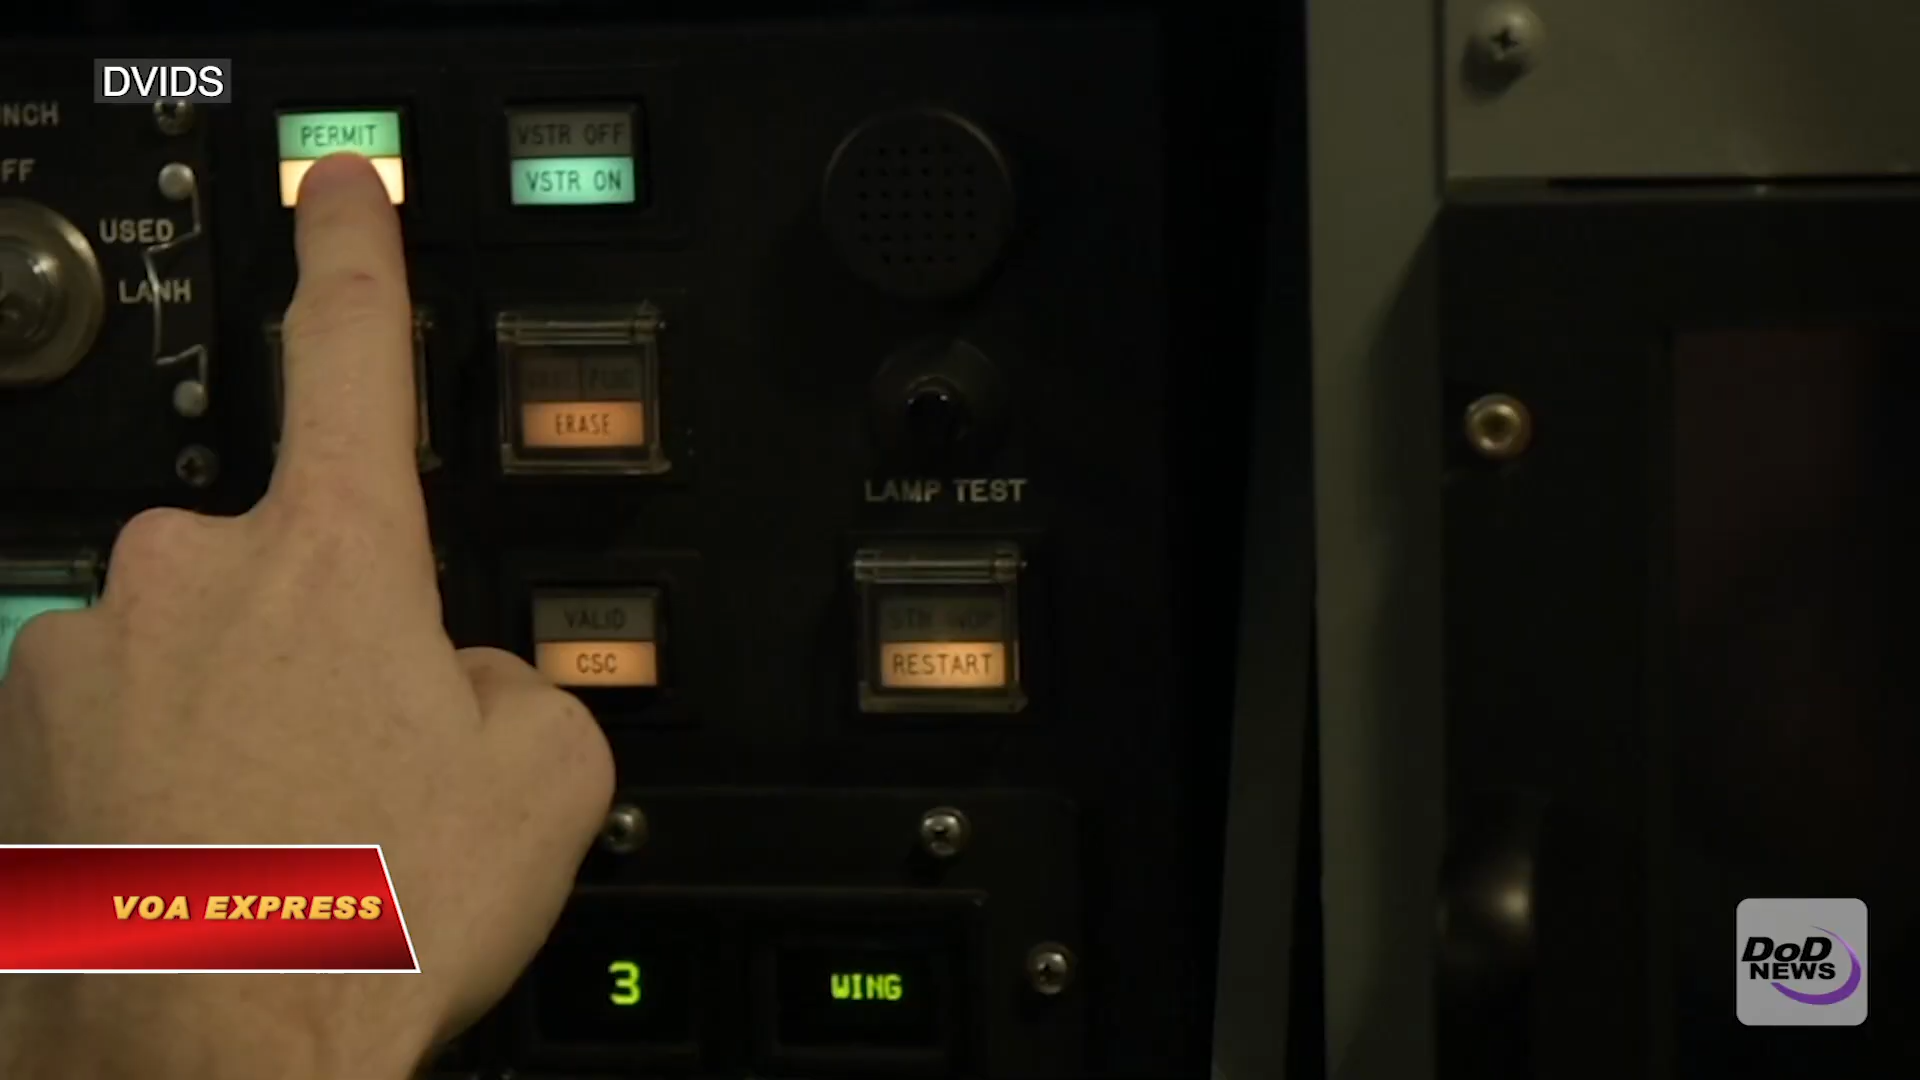 DVIDS
NCH
FF
USED
LANH
PERMIT
VSTR OFF
VSTR ON
ERASE
LAMP TEST
VALID
CSC
RESTART
VOA EXPRESS
3
WING
DoD
NEWS